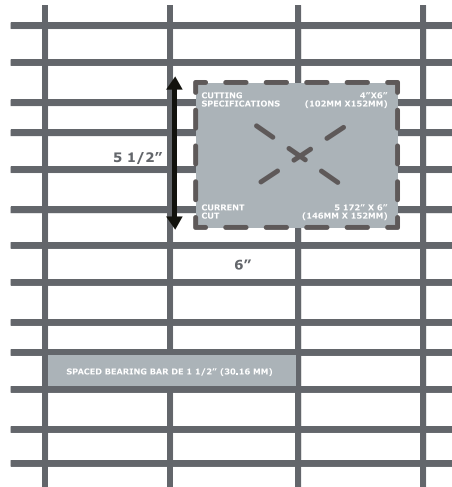 CUTTING 4”X6”
SPECIFICATIONS (102MM X152MM)
5 1/2”
CURRENT 5 172” X 6”
CUT (146MM X 152MM)
6”
SPACED BEARING BAR DE 1 1/2” (30.16 MM)